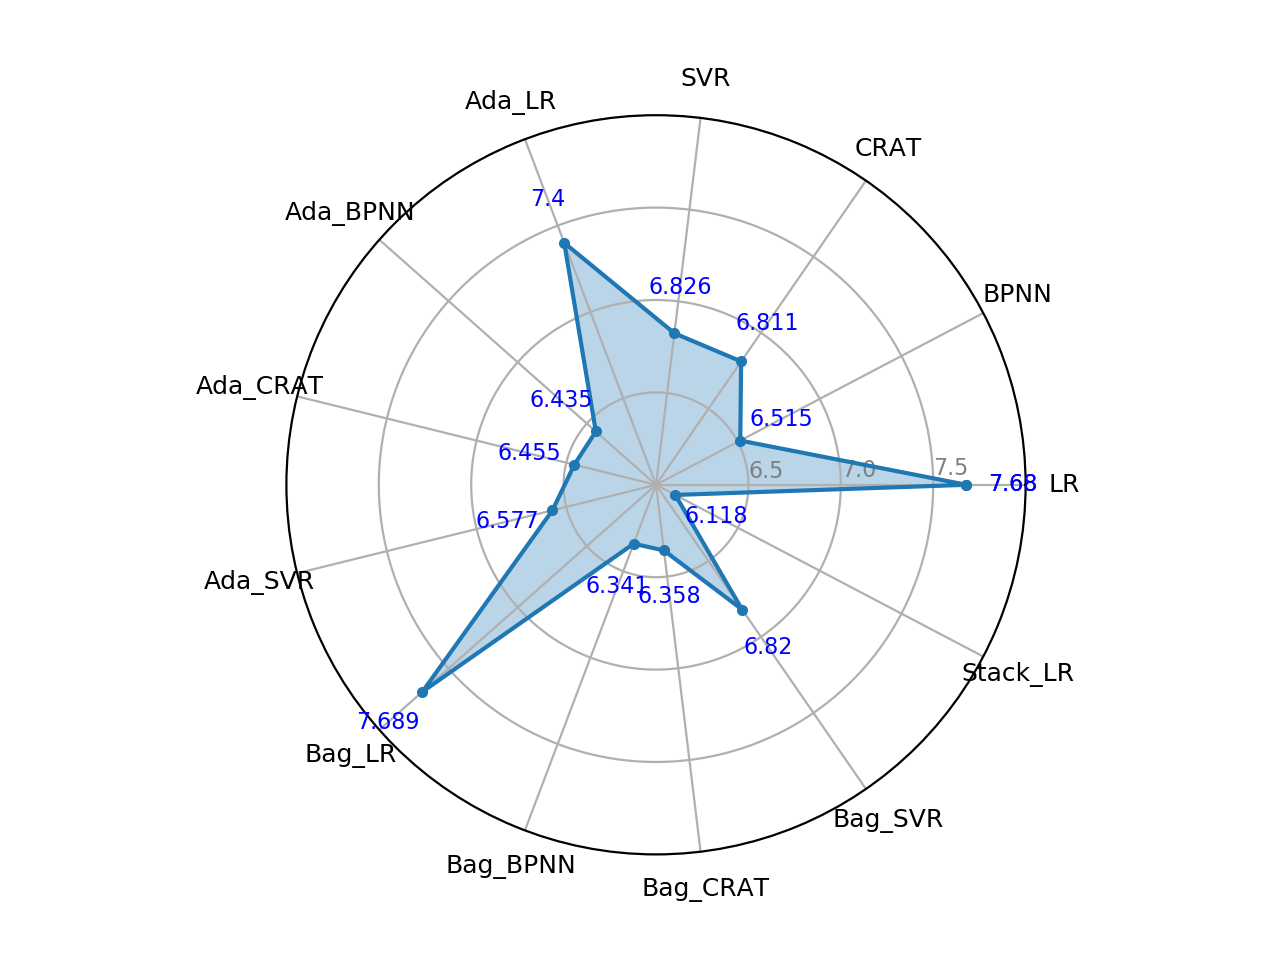 SVR
Ada_LR
CRAT
7.4
Ada_BPNN
6.826
BPNN
6.811
Ada_CRAT
6.435
6.515
6.455
6.5
7.0
7.5
7.68
LR
6.577
6.118
Ada_SVR
6.341
6.358
6.82
Stack_LR
7.689
Bag_LR
Bag_SVR
Bag_BPNN
Bag_CRAT